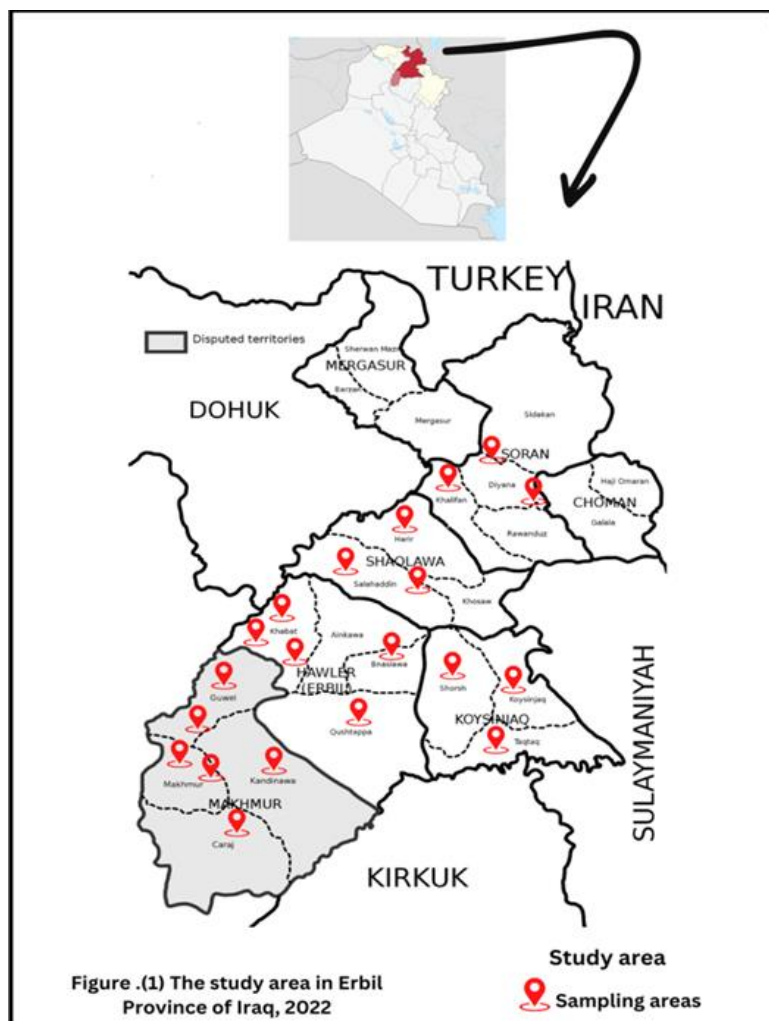 TURKEY
IRAN
Disputed territories
Sherwan Mazn
MERGASUR
Barzan
DOHUK
Mergasur
Sidakan
SORAN
Khalifan
Diyana
Haji Omaran
CHOMAN
Galala
Rawanduz
Harir
SHAQLAWA
Salahaddin
Khosaw
Khabat
Ainkawa
Bnaslawa
HAWLER
(ERBIL)
Guwel
Shorsh
Koysinjaq
KOYSINJAQ
Qushtappa
Taqtaq
SULAYMANIYAH
Makhmur
Kandinawa
MAKHMUR
Caraj
KIRKUK
Study area
Figure .(1) The study area in Erbil
Province of Iraq, 2022
Sampling areas